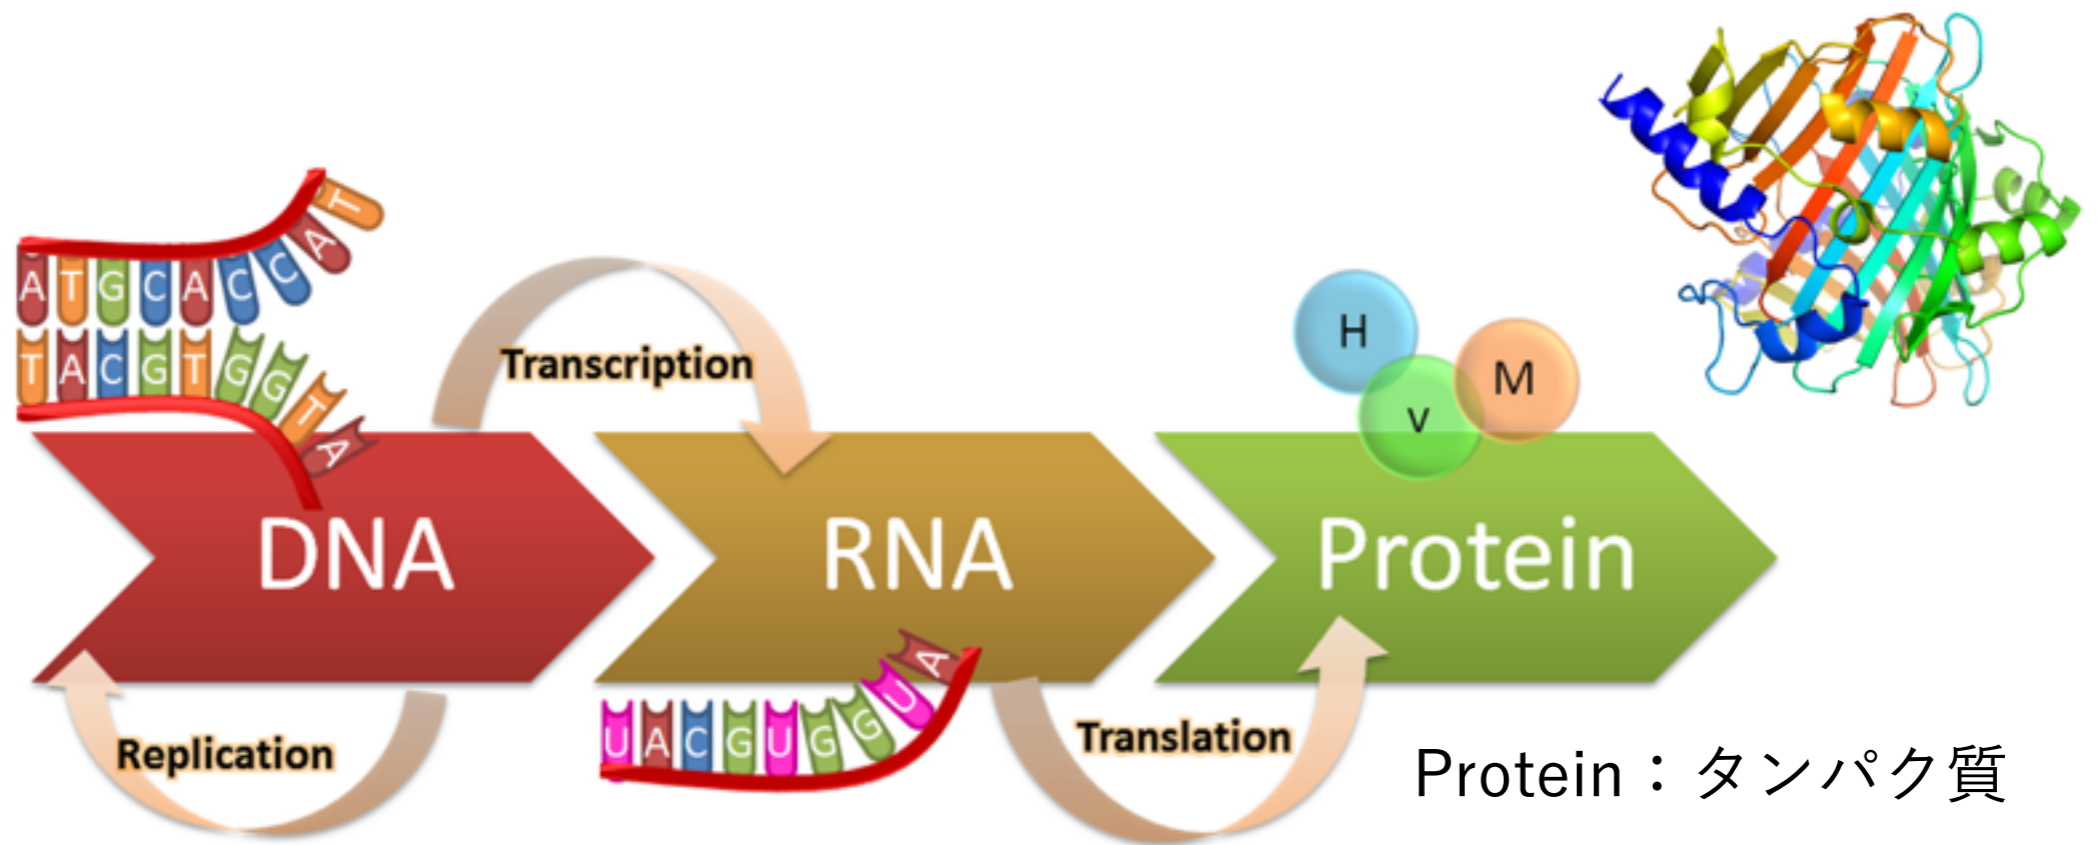 ATGCACCAT
TACGTGGTA
Transcription
H
V
M
DNA
RNA
Protein
Replication
UACGUGGUA
Translation
Protein：タンパク質